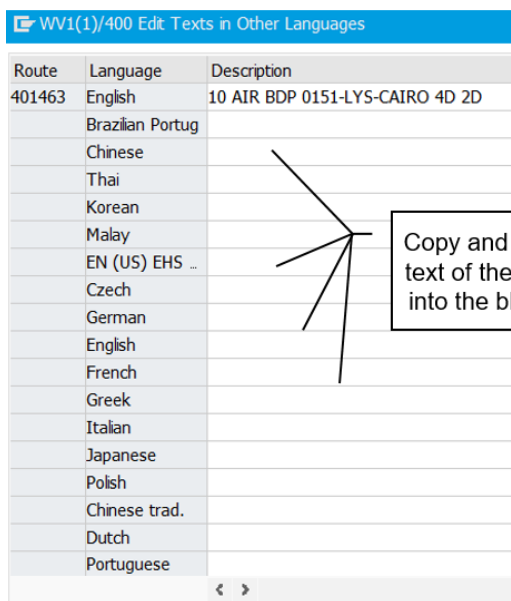 WV1(1)/400 Edit Texts in Other Languages
Route Language Description
401463 English 10 AIR BDP 0151-LYS-CAIRO 4D 2D
Brazilian Portug
Chinese
Thai
Korean
Malay
EN (US) EHS ..
Czech
German
English
French
Greek
Italian
Japanese
Polish
Chinese trad.
Dutch
Portuguese
Copy and
text of the
into the bl